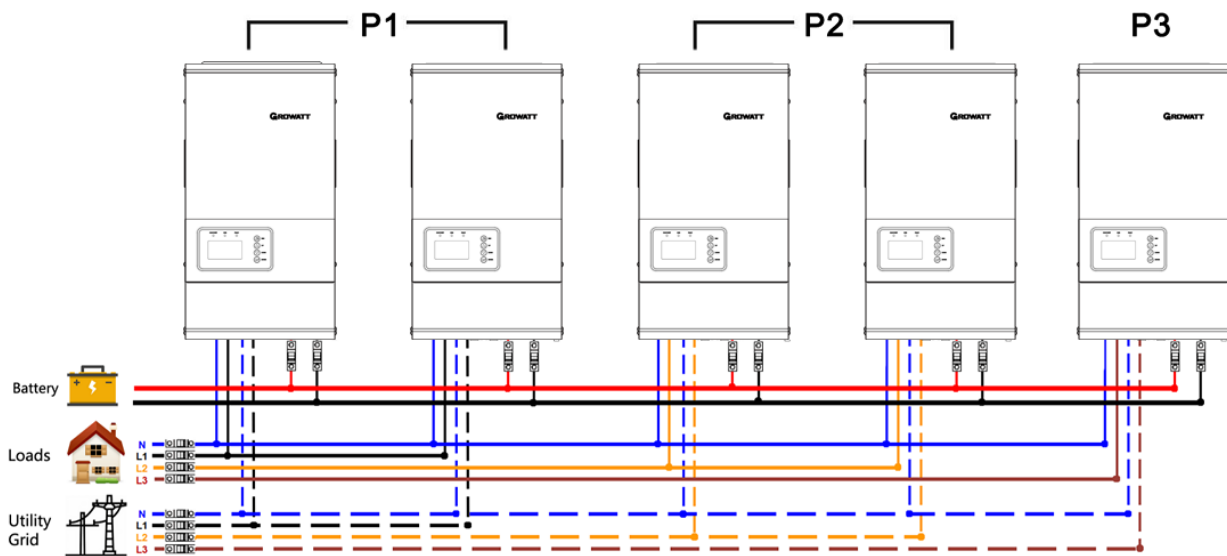 P1
P2
P3
GROWATT
GROWATT
GROWATT
GROWATT
GROWATT
Battery
+ -
Loads
N
L1
L2
L3
Utility
Grid
N
L1
L2
L3